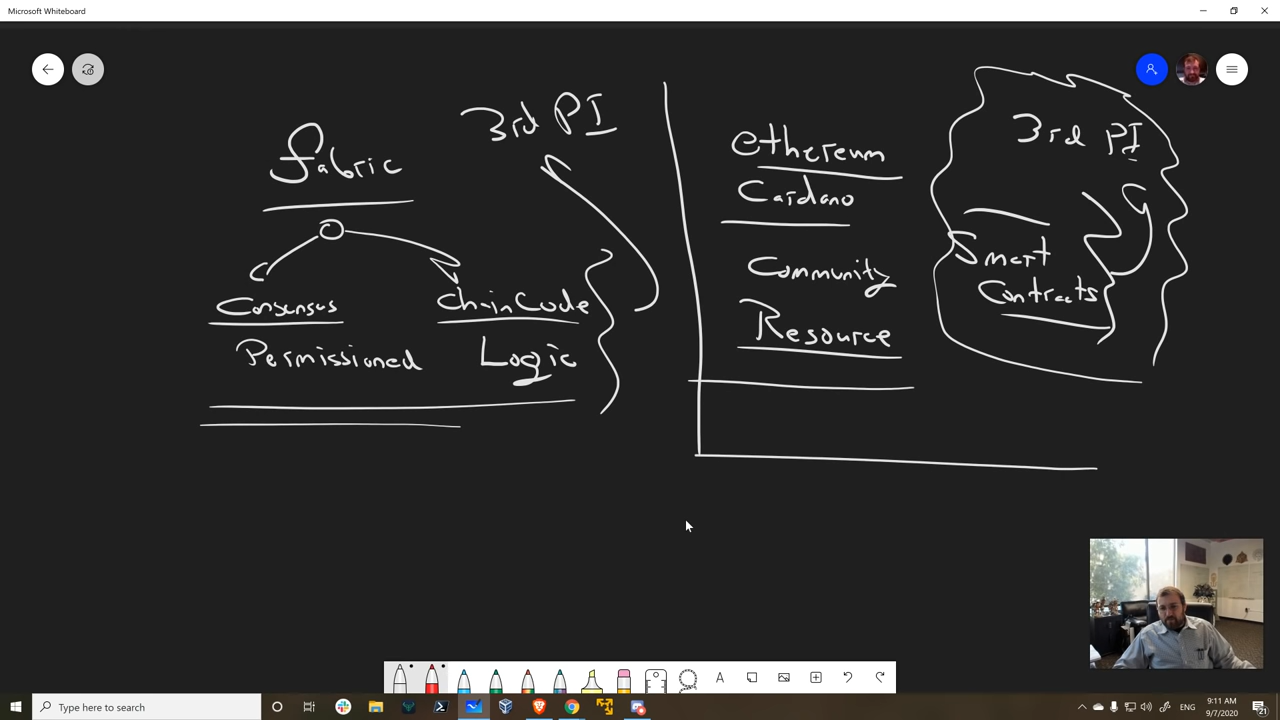 Microsoft Whiteboard
3rd PI
fabric
Consensus
ChainCode
Permissioned
Logic
ethereum
Cardano
Community
Resource
3rd PI
Smart
Contracts
A
Type here to search
ENG
9:11 AM
9/7/2020
21